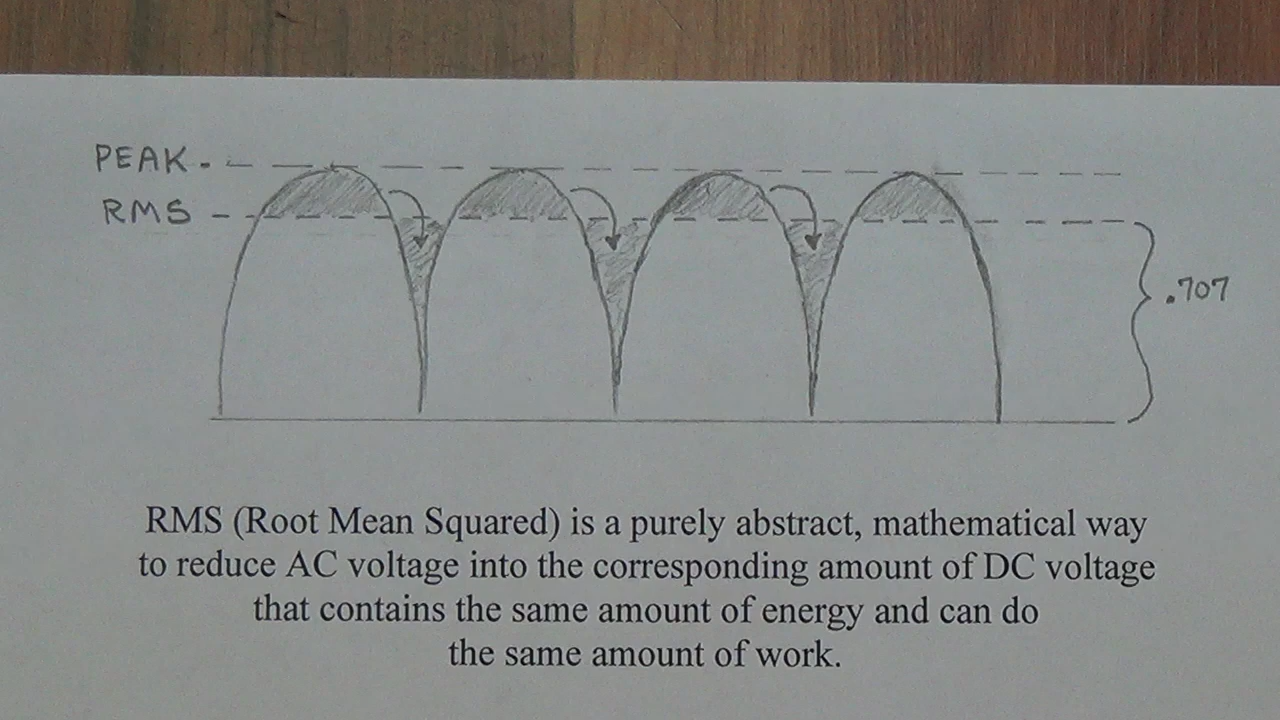 PEAK
RMS
.707
RMS (Root Mean Squared) is a purely abstract, mathematical way
to reduce AC voltage into the corresponding amount of DC voltage
that contains the same amount of energy and can do
the same amount of work.